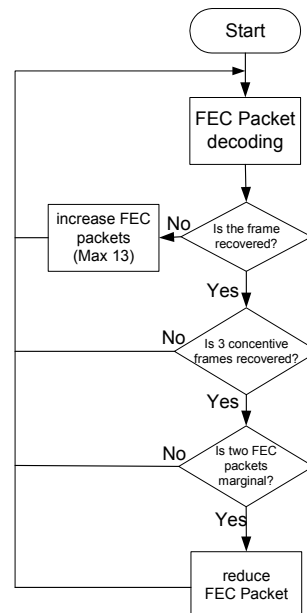 Start
FEC Packet
decoding
increase FEC
packets
(Max 13)
No
Is the frame
recovered?
Yes
No
Is 3 concentive
frames recovered?
Yes
No
Is two FEC
packets
marginal?
Yes
reduce
FEC Packet